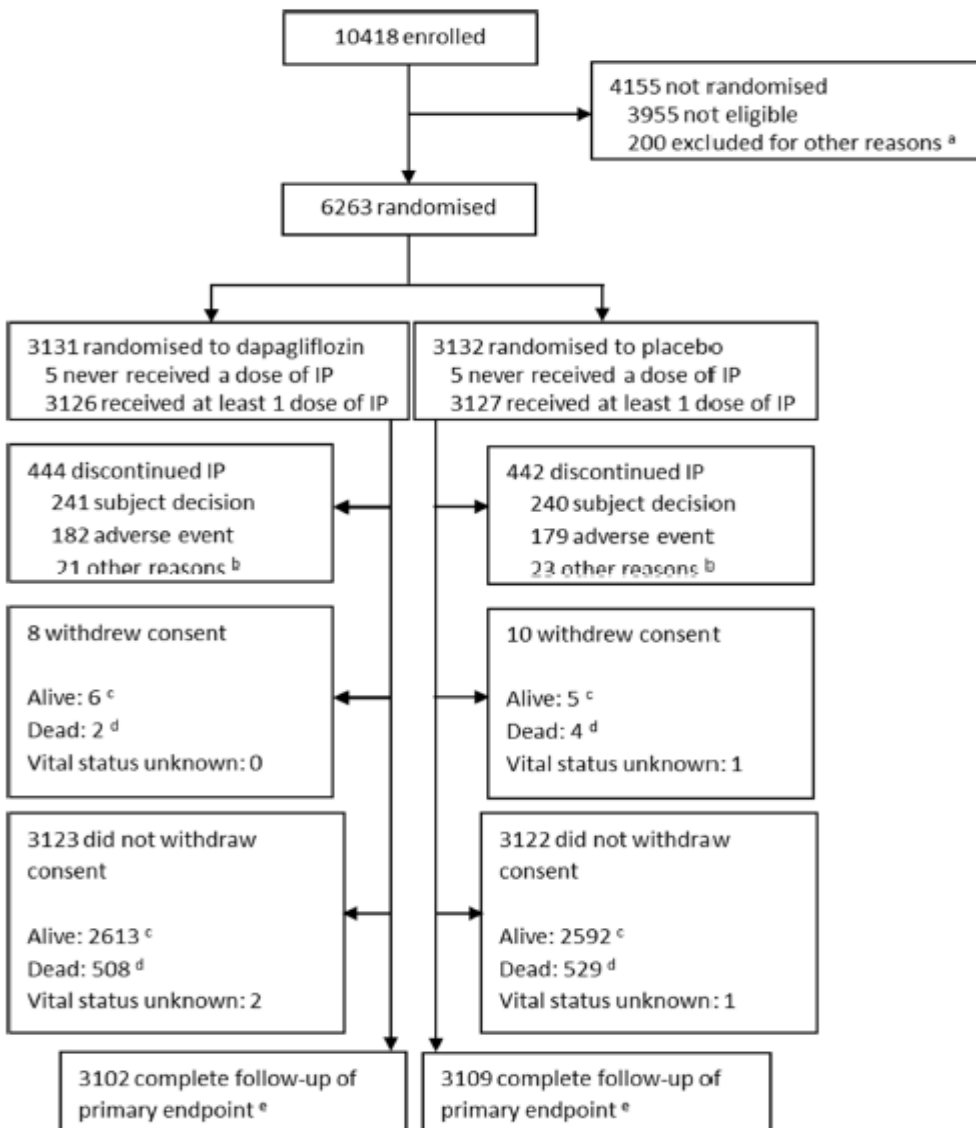 10418 enrolled
4155 not randomised
3955 not eligible
200 excluded for other reasons ᵃ
6263 randomised
3131 randomised to dapagliflozin
5 never received a dose of IP
3126 received at least 1 dose of IP
3132 randomised to placebo
5 never received a dose of IP
3127 received at least 1 dose of IP
444 discontinued IP
241 subject decision
182 adverse event
21 other reasons ᵇ
442 discontinued IP
240 subject decision
179 adverse event
23 other reasons ᵇ
8 withdrew consent
Alive: 6 ᶜ
Dead: 2 ᵈ
Vital status unknown: 0
10 withdrew consent
Alive: 5 ᶜ
Dead: 4 ᵈ
Vital status unknown: 1
3123 did not withdraw
consent
Alive: 2613 ᶜ
Dead: 508 ᵈ
Vital status unknown: 2
3122 did not withdraw
consent
Alive: 2592 ᶜ
Dead: 529 ᵈ
Vital status unknown: 1
3102 complete follow-up of
primary endpoint ᵉ
3109 complete follow-up of
primary endpoint ᵉ